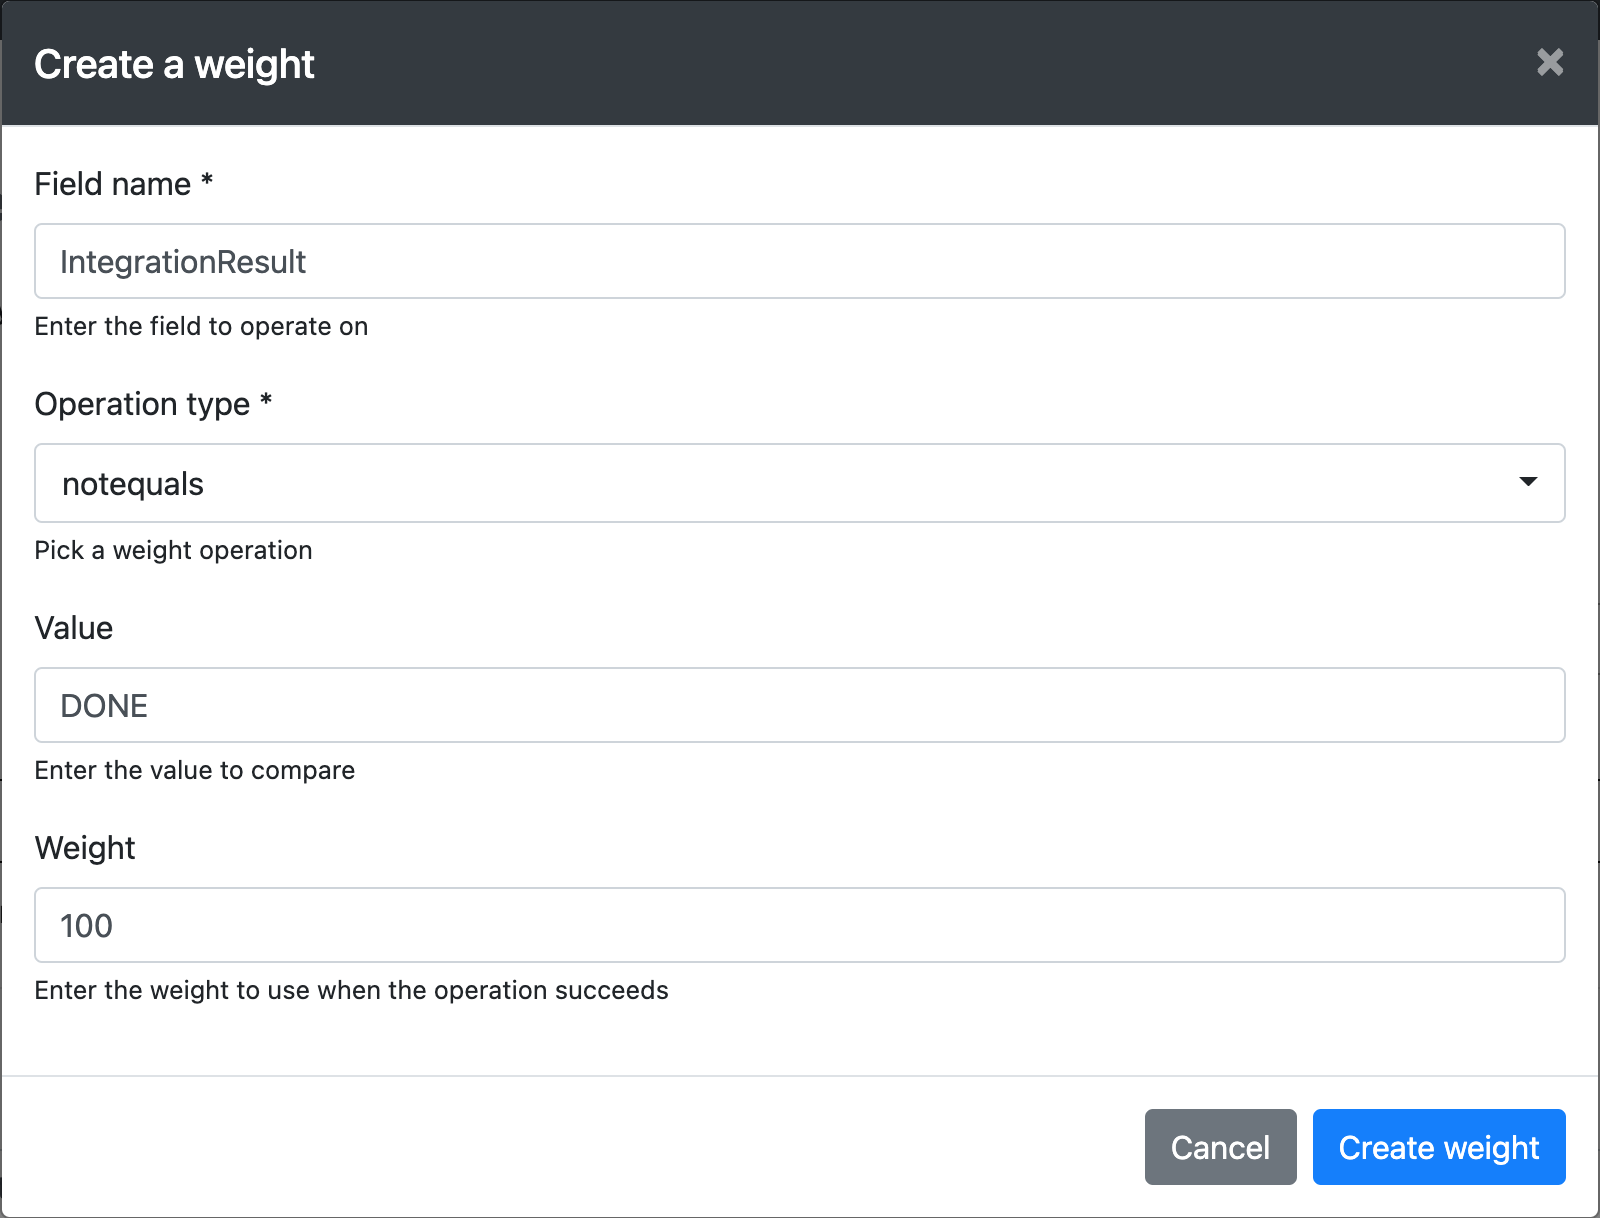 Create a weight
Field name *
IntegrationResult
Enter the field to operate on
Operation type *
notequals
Pick a weight operation
Value
DONE
Enter the value to compare
Weight
100
Enter the weight to use when the operation succeeds
Cancel Create weight